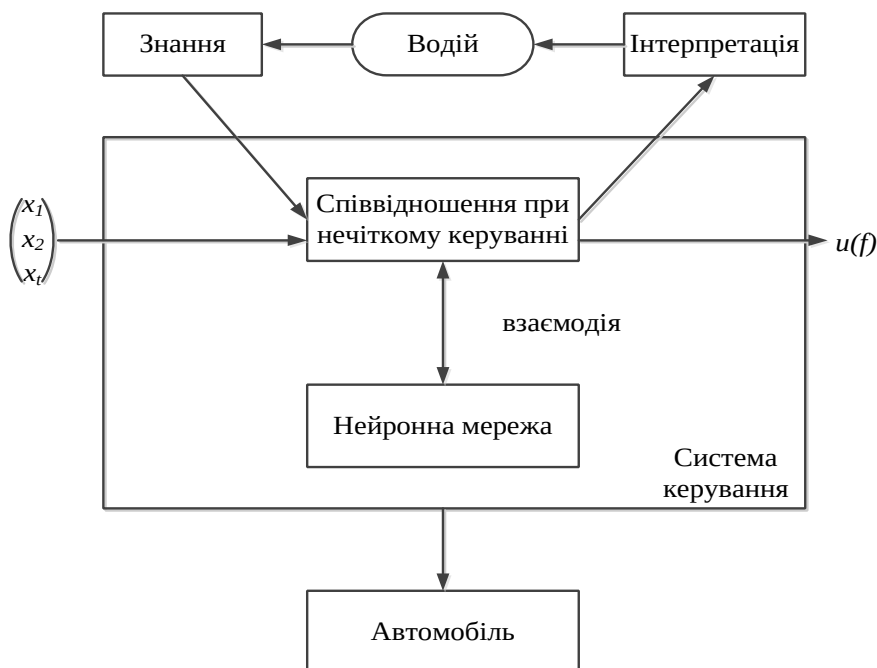 Знання
Водій
Інтерпретація
x1
x2
xt
Співвідношення при
нечіткому керуванні
u(f)
взаємодія
Нейронна мережа
Система
керування
Автомобіль